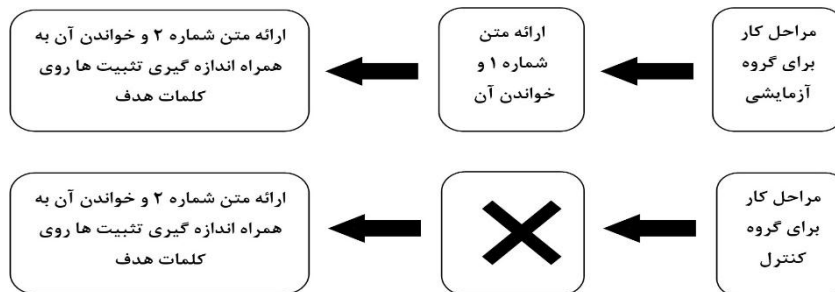 مراحل کار
برای گروه
آزمایشی
ارائه متن
شماره ۱ و
خواندن آن
ارائه متن شماره ۲ و خواندن آن به
همراه اندازه گیری تثبیت ها روی
کلمات هدف
مراحل کار
برای گروه
کنترل
ارائه متن شماره ۲ و خواندن آن به
همراه اندازه گیری تثبیت ها روی
کلمات هدف